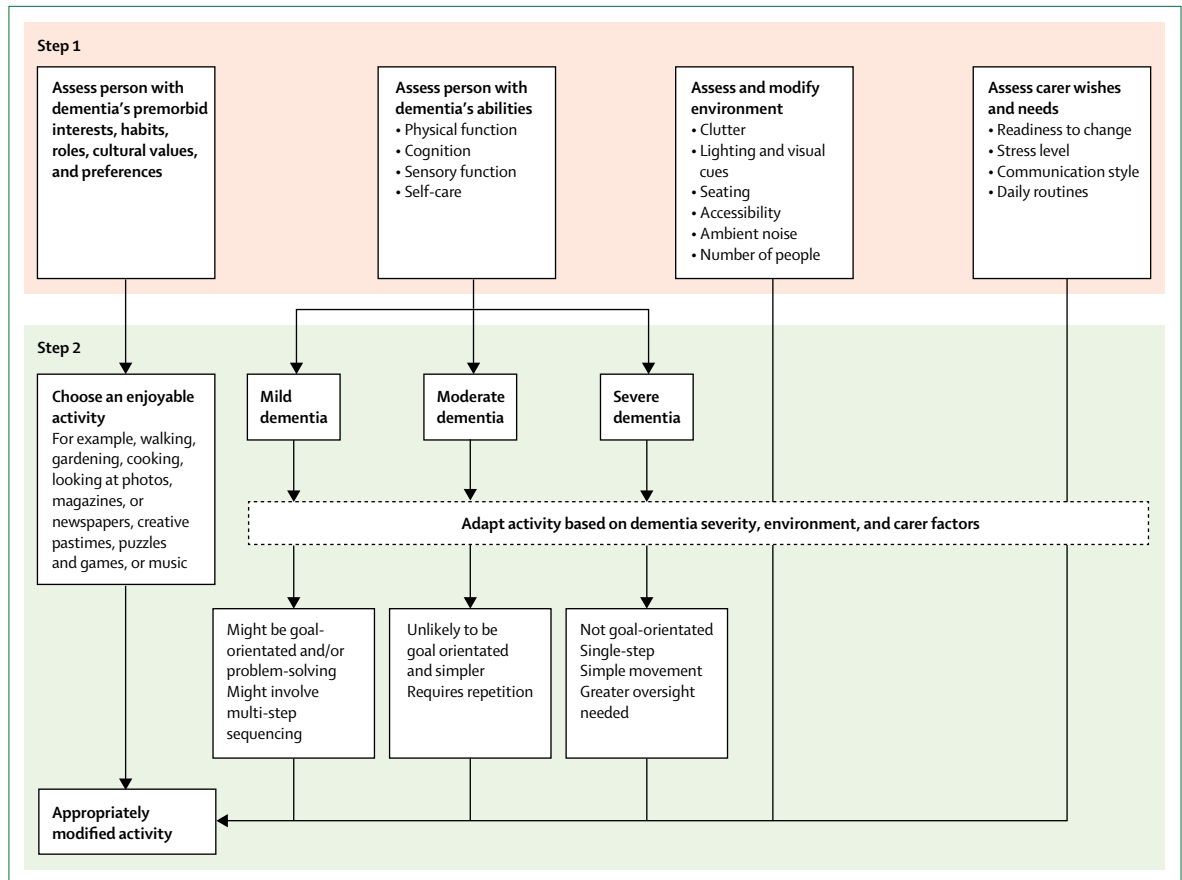 Step 1
Assess person with
dementia's premorbid
interests, habits,
roles, cultural values,
and preferences
Assess person with
dementia's abilities
• Physical function
• Cognition
• Sensory function
• Self-care
Assess and modify
environment
• Clutter
• Lighting and visual
cues
• Seating
• Accessibility
• Ambient noise
• Number of people
Assess carer wishes
and needs
• Readiness to change
• Stress level
• Communication style
• Daily routines
Step 2
Choose an enjoyable
activity
For example, walking,
gardening, cooking,
looking at photos,
magazines, or
newspapers, creative
pastimes, puzzles
and games, or music
Mild
dementia
Moderate
dementia
Severe
dementia
Adapt activity based on dementia severity, environment, and carer factors
Might be goal-
orientated and/or
problem-solving
Might involve
multi-step
sequencing
Unlikely to be
goal orientated
and simpler
Requires repetition
Not goal-orientated
Single-step
Simple movement
Greater oversight
needed
Appropriately
modified activity